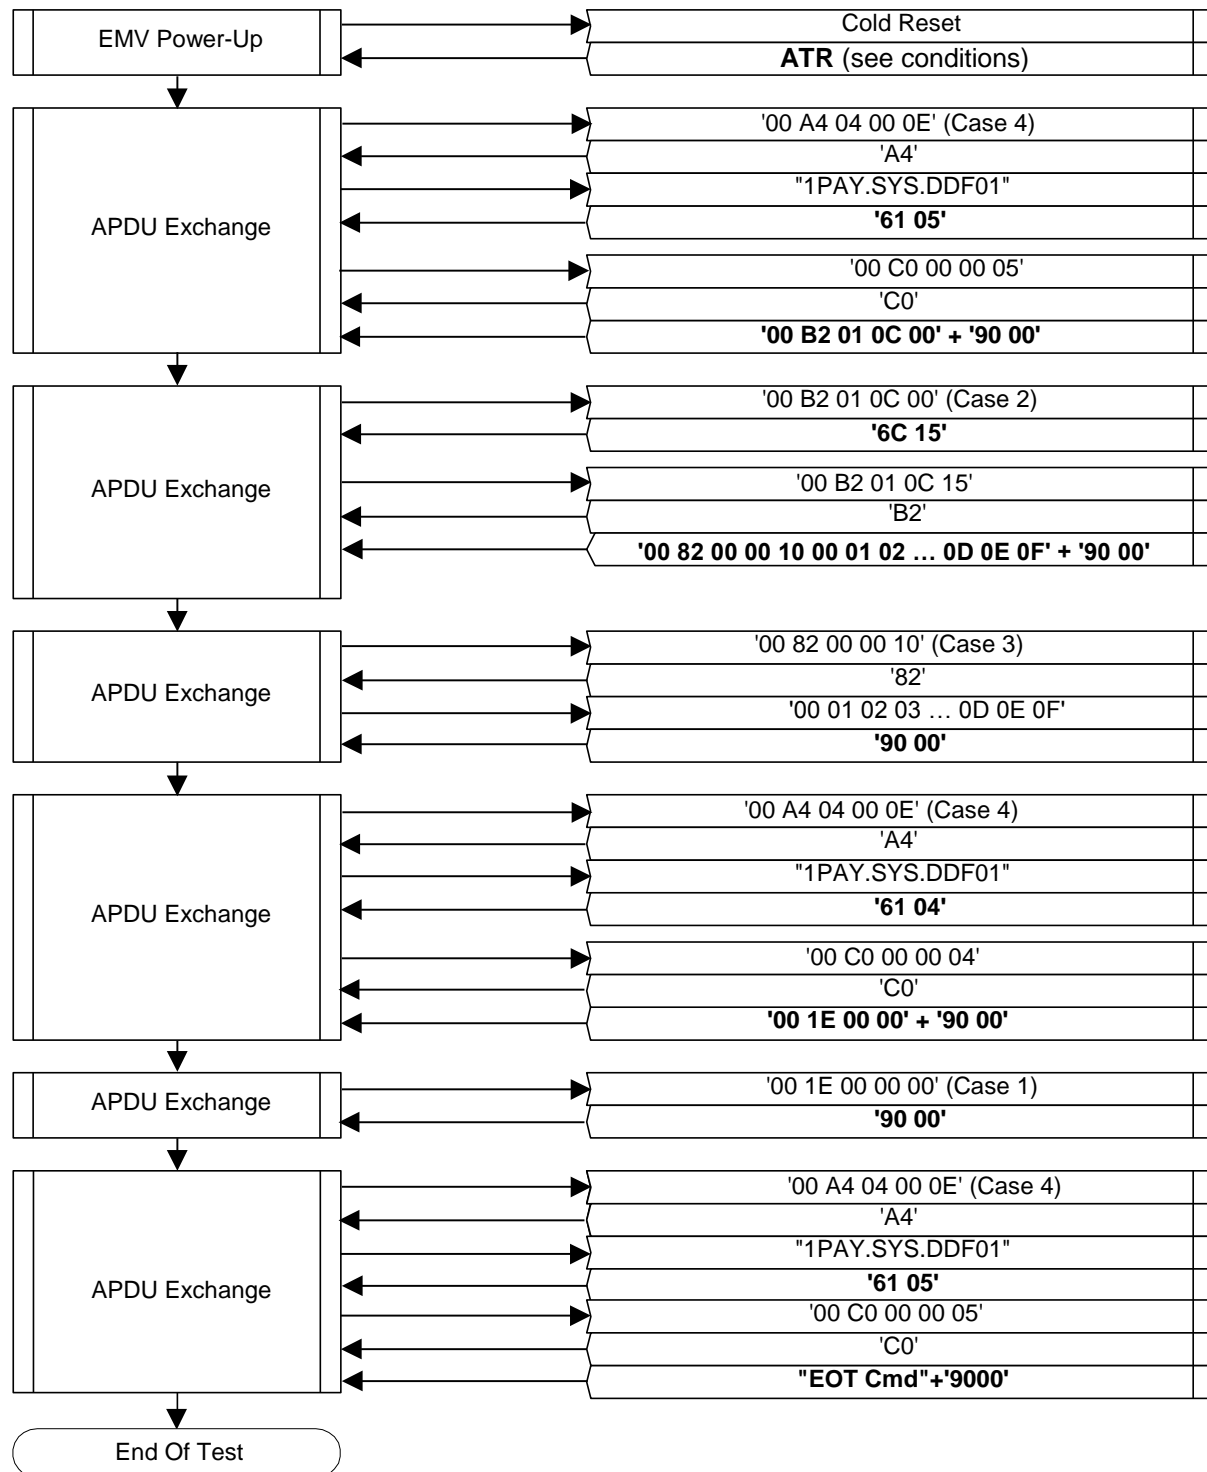 EMV Power-Up
Cold Reset
ATR (see conditions)
APDU Exchange
'00 A4 04 00 0E' (Case 4)
'A4'
"1PAY.SYS.DDF01"
'61 05'
'00 C0 00 00 05'
'C0'
'00 B2 01 0C 00' + '90 00'
APDU Exchange
'00 B2 01 0C 00' (Case 2)
'6C 15'
'00 B2 01 0C 15'
'B2'
'00 82 00 00 10 00 01 02 … 0D 0E 0F' + '90 00'
APDU Exchange
'00 82 00 00 10' (Case 3)
'82'
'00 01 02 03 … 0D 0E 0F'
'90 00'
APDU Exchange
'00 A4 04 00 0E' (Case 4)
'A4'
"1PAY.SYS.DDF01"
'61 04'
'00 C0 00 00 04'
'C0'
'00 1E 00 00' + '90 00'
APDU Exchange
'00 1E 00 00 00' (Case 1)
'90 00'
APDU Exchange
'00 A4 04 00 0E' (Case 4)
'A4'
"1PAY.SYS.DDF01"
'61 05'
'00 C0 00 00 05'
'C0'
"EOT Cmd"+'9000'
End Of Test